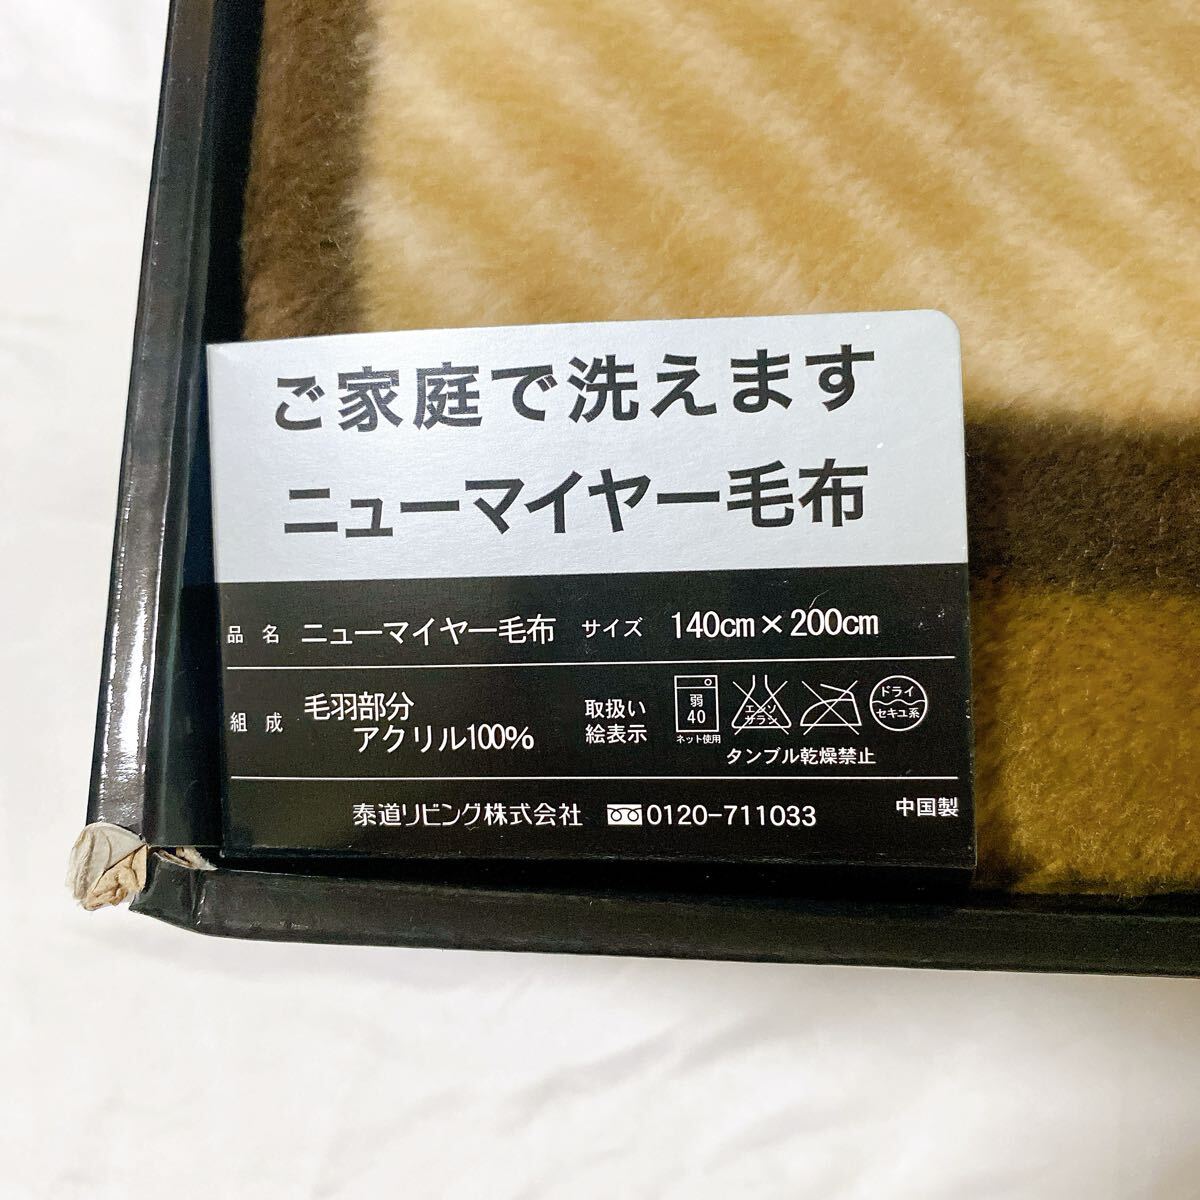 ご家庭で洗えます
ニューマイヤー毛布
品名 ニューマイヤー毛布 サイズ 140cm×200cm
組成 毛羽部分
アクリル100%
取扱い
絵表示
弱
40
ネット使用
エンソ
サラシ
ドライ
セキユ系
タンブル乾燥禁止
泰道リビング株式会社 0120-711033
中国製